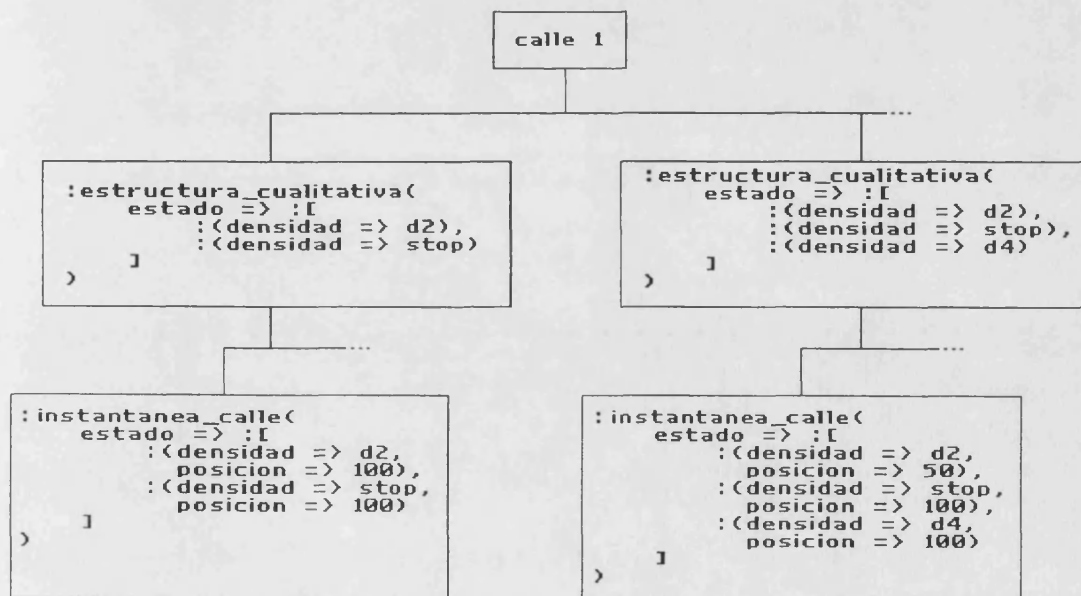 calle 1
...
:estructura_cualitativa(
estado => :[
:(densidad => d2),
:(densidad => stop)
]
)
:estructura_cualitativa(
estado => :[
:(densidad => d2),
:(densidad => stop),
:(densidad => d4)
]
)
...
...
:instantanea_calle(
estado => :[
:(densidad => d2,
posicion => 100),
:(densidad => stop,
posicion => 100)
]
)
:instantanea_calle(
estado => :[
:(densidad => d2,
posicion => 50),
:(densidad => stop,
posicion => 100),
:(densidad => d4,
posicion => 100)
]
)